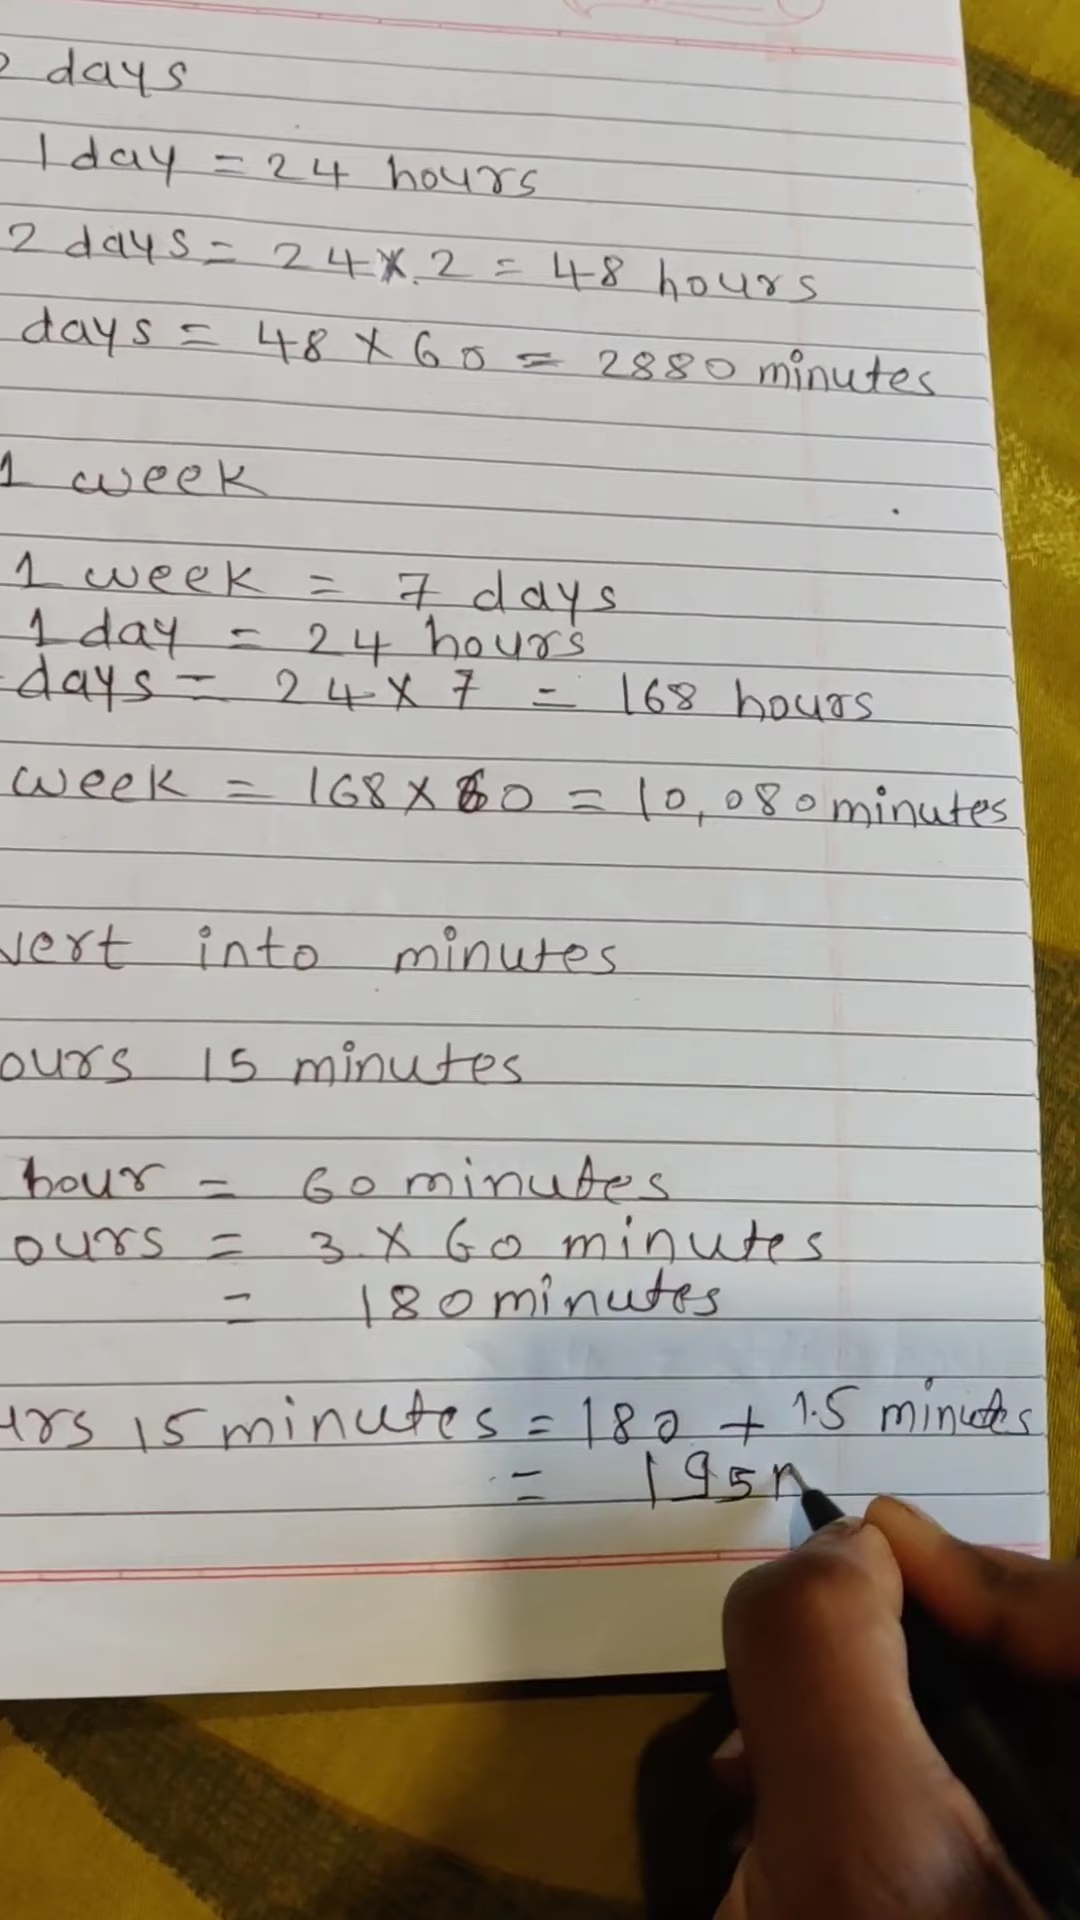 2 days
1 day = 24 hours
2 days = 24 x 2 = 48 hours
days = 48 x 60 = 2880 minutes
1 week
1 week = 7 days
1 day = 24 hours
days = 24 x 7 = 168 hours
week = 168 x 60 = 10,080 minutes
vert into minutes
ours 15 minutes
hour = 60 minutes
ours = 3 x 60 minutes
= 180 minutes
urs 15 minutes = 180 + 15 minutes
= 195 m